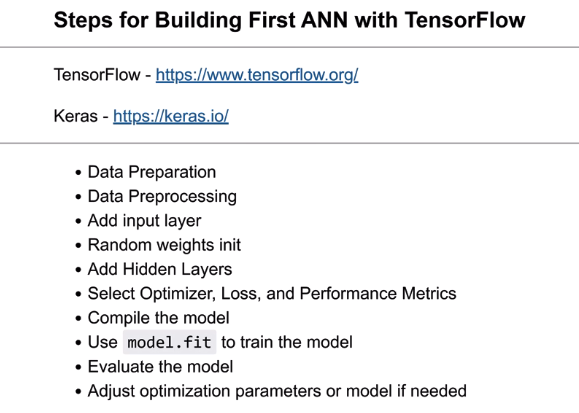 Steps for Building First ANN with TensorFlow
TensorFlow - https://www.tensorflow.org/
Keras - https://keras.io/
• Data Preparation
• Data Preprocessing
• Add input layer
• Random weights init
• Add Hidden Layers
• Select Optimizer, Loss, and Performance Metrics
• Compile the model
• Use model.fit to train the model
• Evaluate the model
• Adjust optimization parameters or model if needed